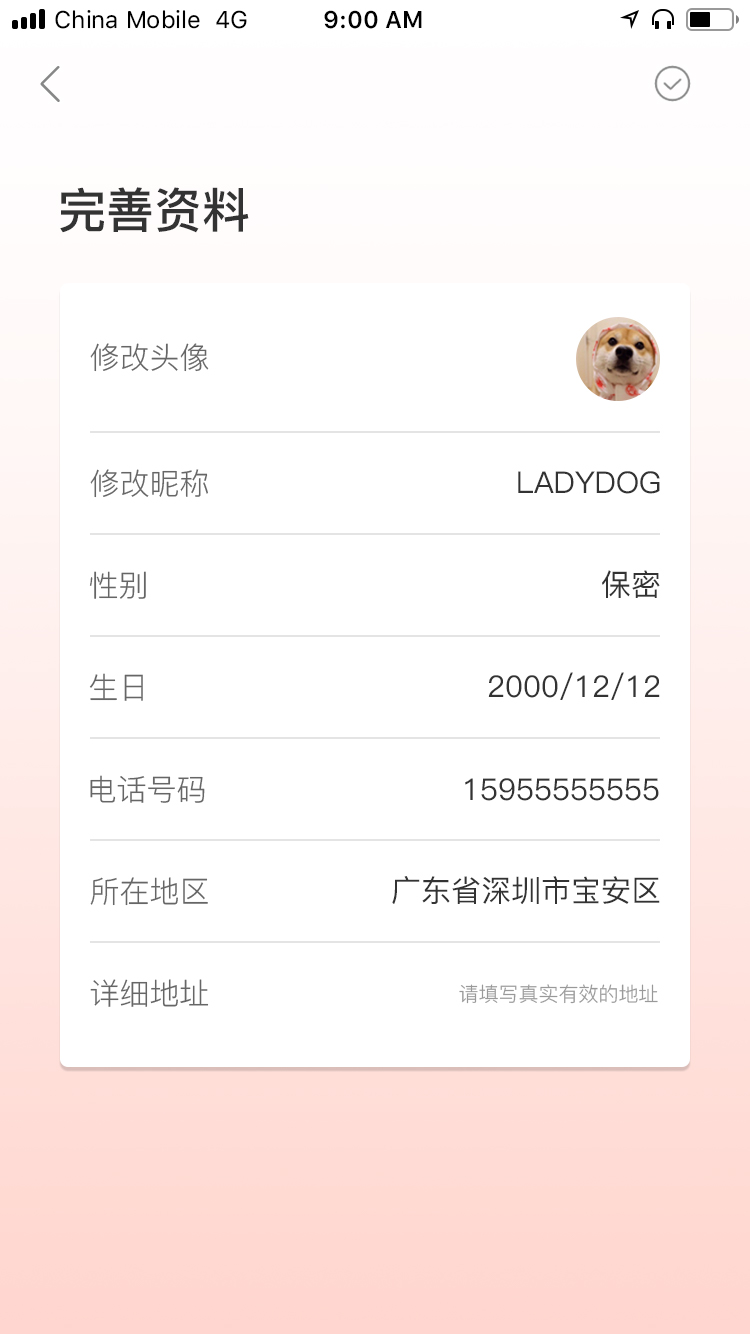 China Mobile 4G 9:00 AM
完善资料
修改头像
修改昵称 LADYDOG
性别 保密
生日 2000/12/12
电话号码 15955555555
所在地区 广东省深圳市宝安区
详细地址 请填写真实有效的地址